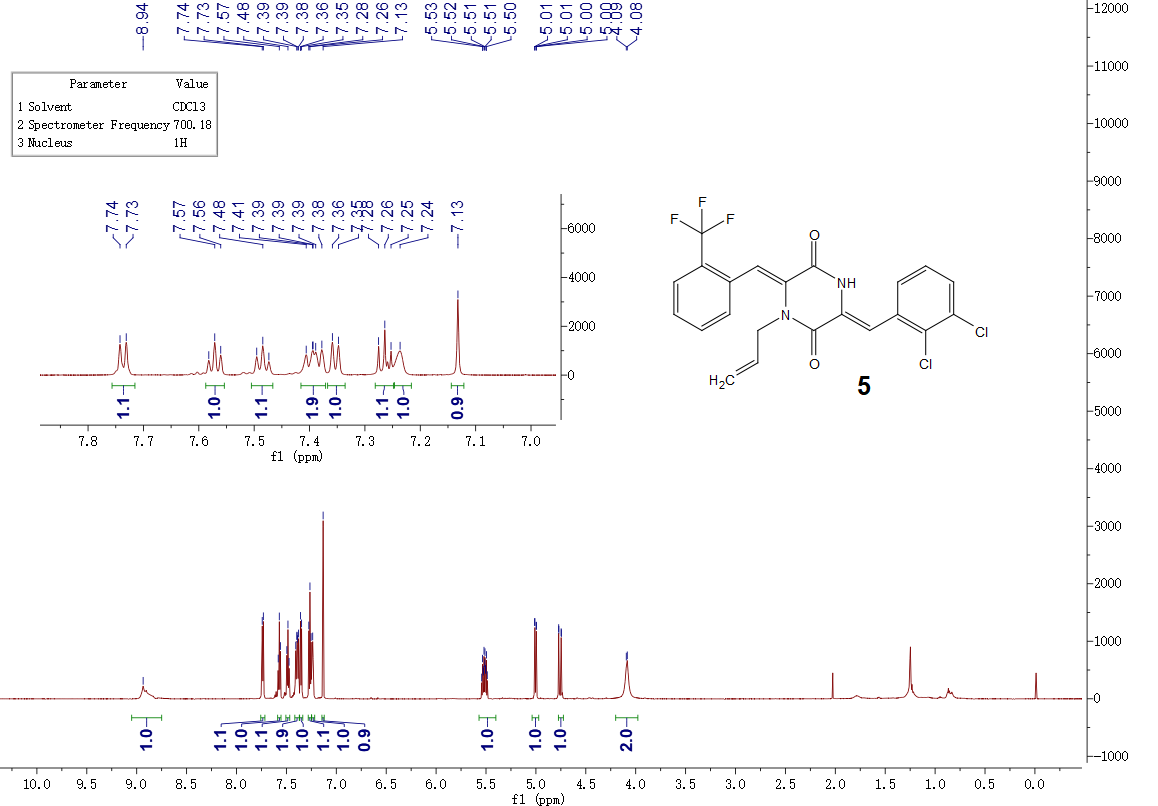 8.94 7.74 7.73 7.57 7.48 7.39 7.39 7.38 7.36 7.35 7.28 7.26 7.13 5.53 5.52 5.51 5.51 5.50 5.01 5.01 5.00 5.00 4.09 4.08
Parameter Value
1 Solvent CDCl3
2 Spectrometer Frequency 700.18
3 Nucleus 1H
7.74 7.73 7.57 7.56 7.48 7.41 7.39 7.39 7.39 7.38 7.36 7.35 7.28 7.26 7.25 7.24 7.13
6000
4000
2000
0
1.1 1.0 1.1 1.9 1.0 1.1 1.0 0.9
7.8 7.7 7.6 7.5 7.4 7.3 7.2 7.1 7.0
f1 (ppm)
F
F F
O
NH
N
O
H2C
Cl
Cl
5
12000
11000
10000
9000
8000
7000
6000
5000
4000
3000
2000
1000
0
-1000
1.0 1.1 1.0 1.1 1.9 1.0 1.1 1.0 0.9 1.0 1.0 1.0 2.0
10.0 9.5 9.0 8.5 8.0 7.5 7.0 6.5 6.0 5.5 5.0 4.5 4.0 3.5 3.0 2.5 2.0 1.5 1.0 0.5 0.0
f1 (ppm)